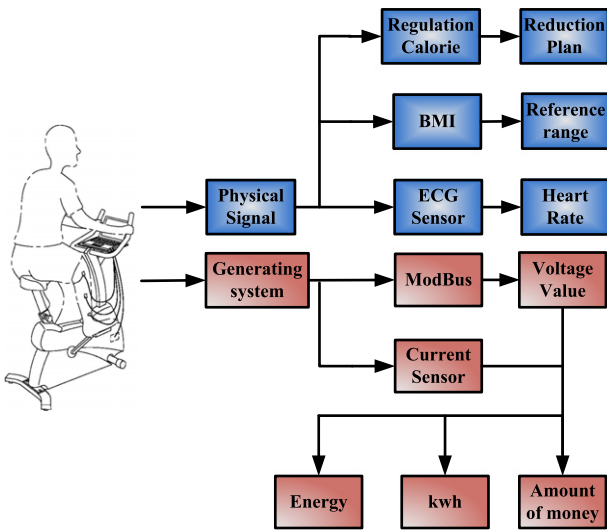 Regulation
Calorie
Reduction
Plan
BMI
Reference
range
Physical
Signal
ECG
Sensor
Heart
Rate
Generating
system
ModBus
Voltage
Value
Current
Sensor
Energy
kwh
Amount
of money